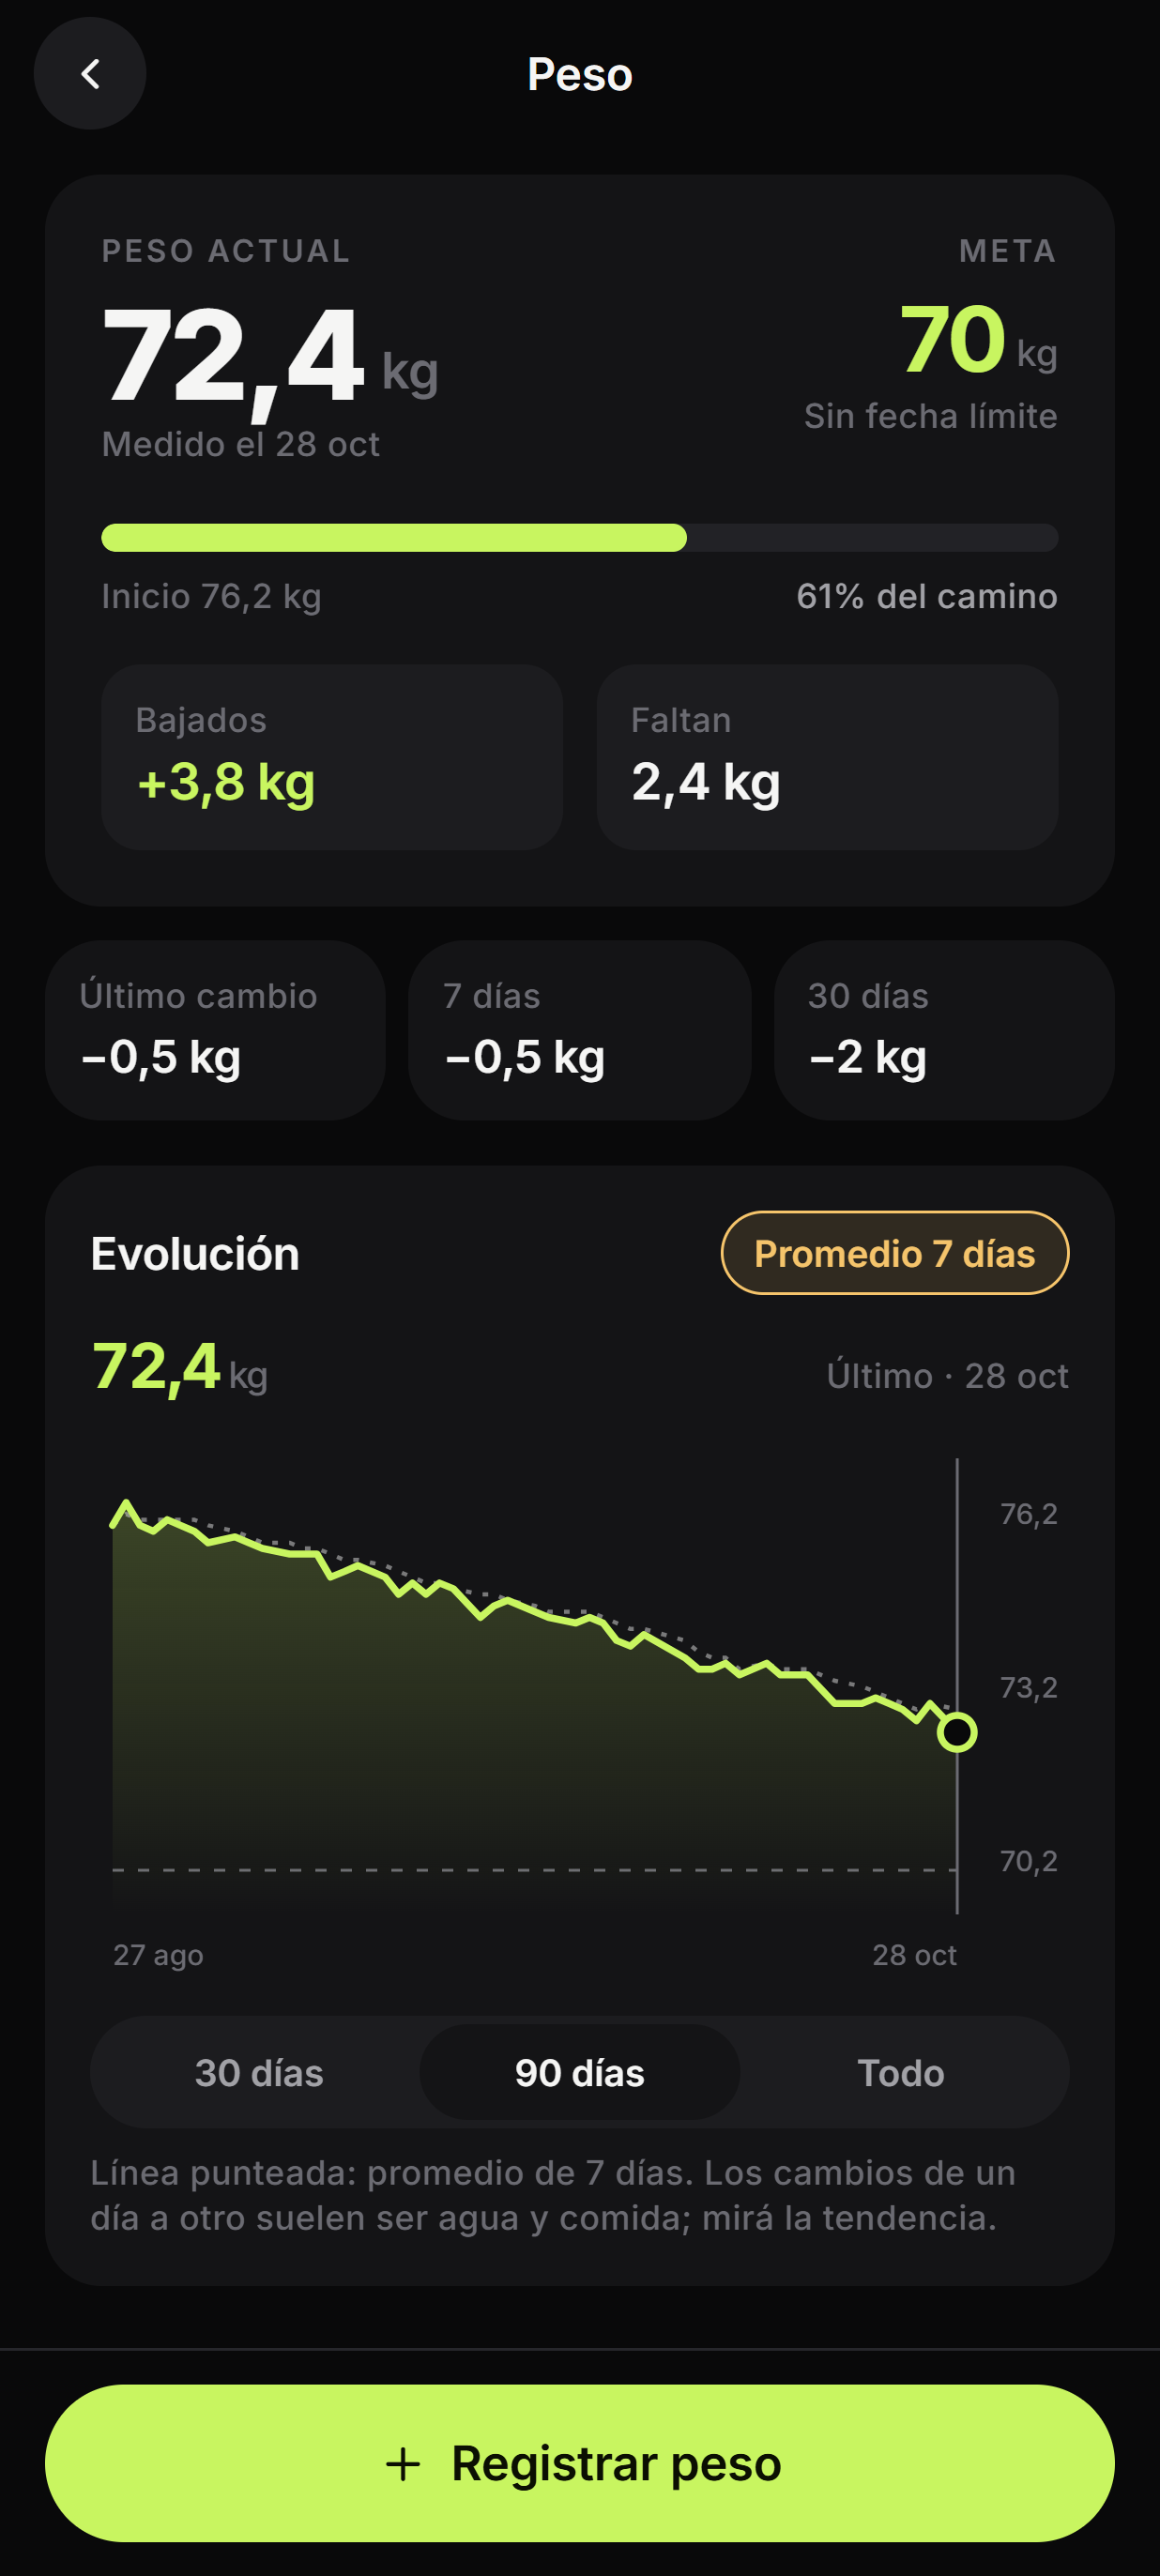 Peso
PESO ACTUAL
META
72,4 kg
70 kg
Medido el 28 oct
Sin fecha límite
Inicio 76,2 kg
61% del camino
Bajados
Faltan
+3,8 kg
2,4 kg
Último cambio
7 días
30 días
−0,5 kg
−0,5 kg
−2 kg
Evolución
Promedio 7 días
72,4 kg
Último · 28 oct
76,2
73,2
70,2
27 ago
28 oct
30 días
90 días
Todo
Línea punteada: promedio de 7 días. Los cambios de un
día a otro suelen ser agua y comida; mirá la tendencia.
+ Registrar peso